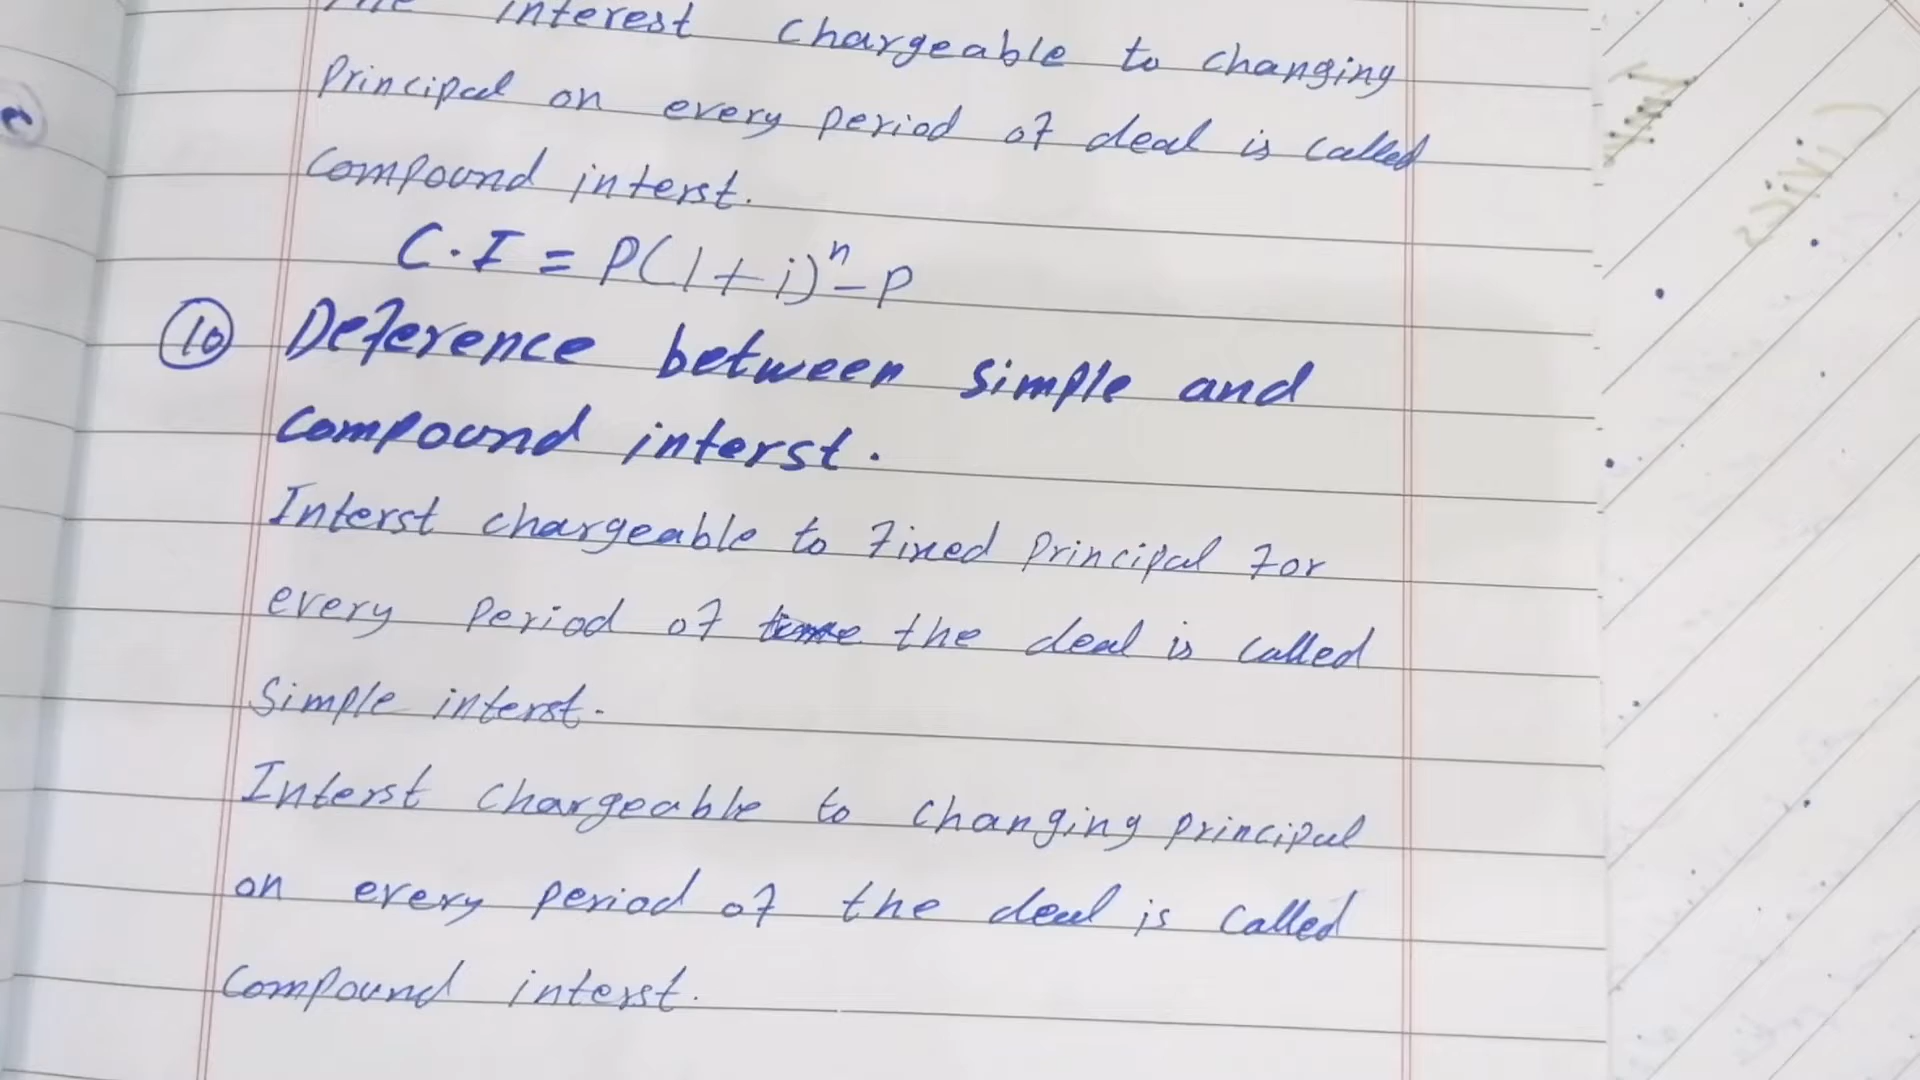 The interest chargeable to changing
Principal on every period of deal is called
Compound interst.
C.I = P(1+i)ⁿ-P
10 Deference between simple and
compound interst.
Interst chargeable to fixed principal for
every period of time the deal is called
Simple interst.
Interst chargeable to changing principal
on every period of the deal is called
compound interst.